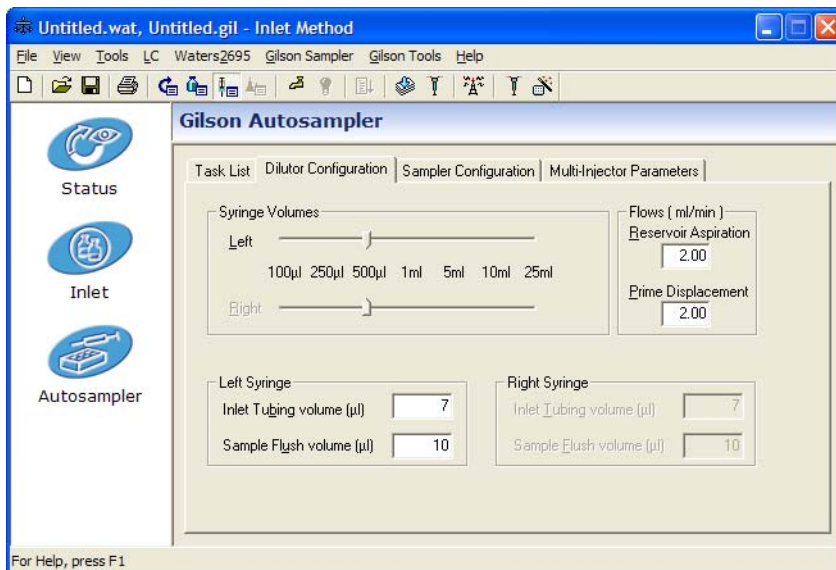 Untitled.wat, Untitled.gil - Inlet Method
File View Tools LC Waters2695 Gilson Sampler Gilson Tools Help
Gilson Autosampler
Status
Inlet
Autosampler
Task List Dilutor Configuration Sampler Configuration Multi-Injector Parameters
Syringe Volumes
Left
100µl 250µl 500µl 1ml 5ml 10ml 25ml
Right
Flows ( ml/min )
Reservoir Aspiration
2.00
Prime Displacement
2.00
Left Syringe
Inlet Tubing volume (µl) 7
Sample Flush volume (µl) 10
Right Syringe
Inlet Tubing volume (µl) 7
Sample Flush volume (µl) 10
For Help, press F1